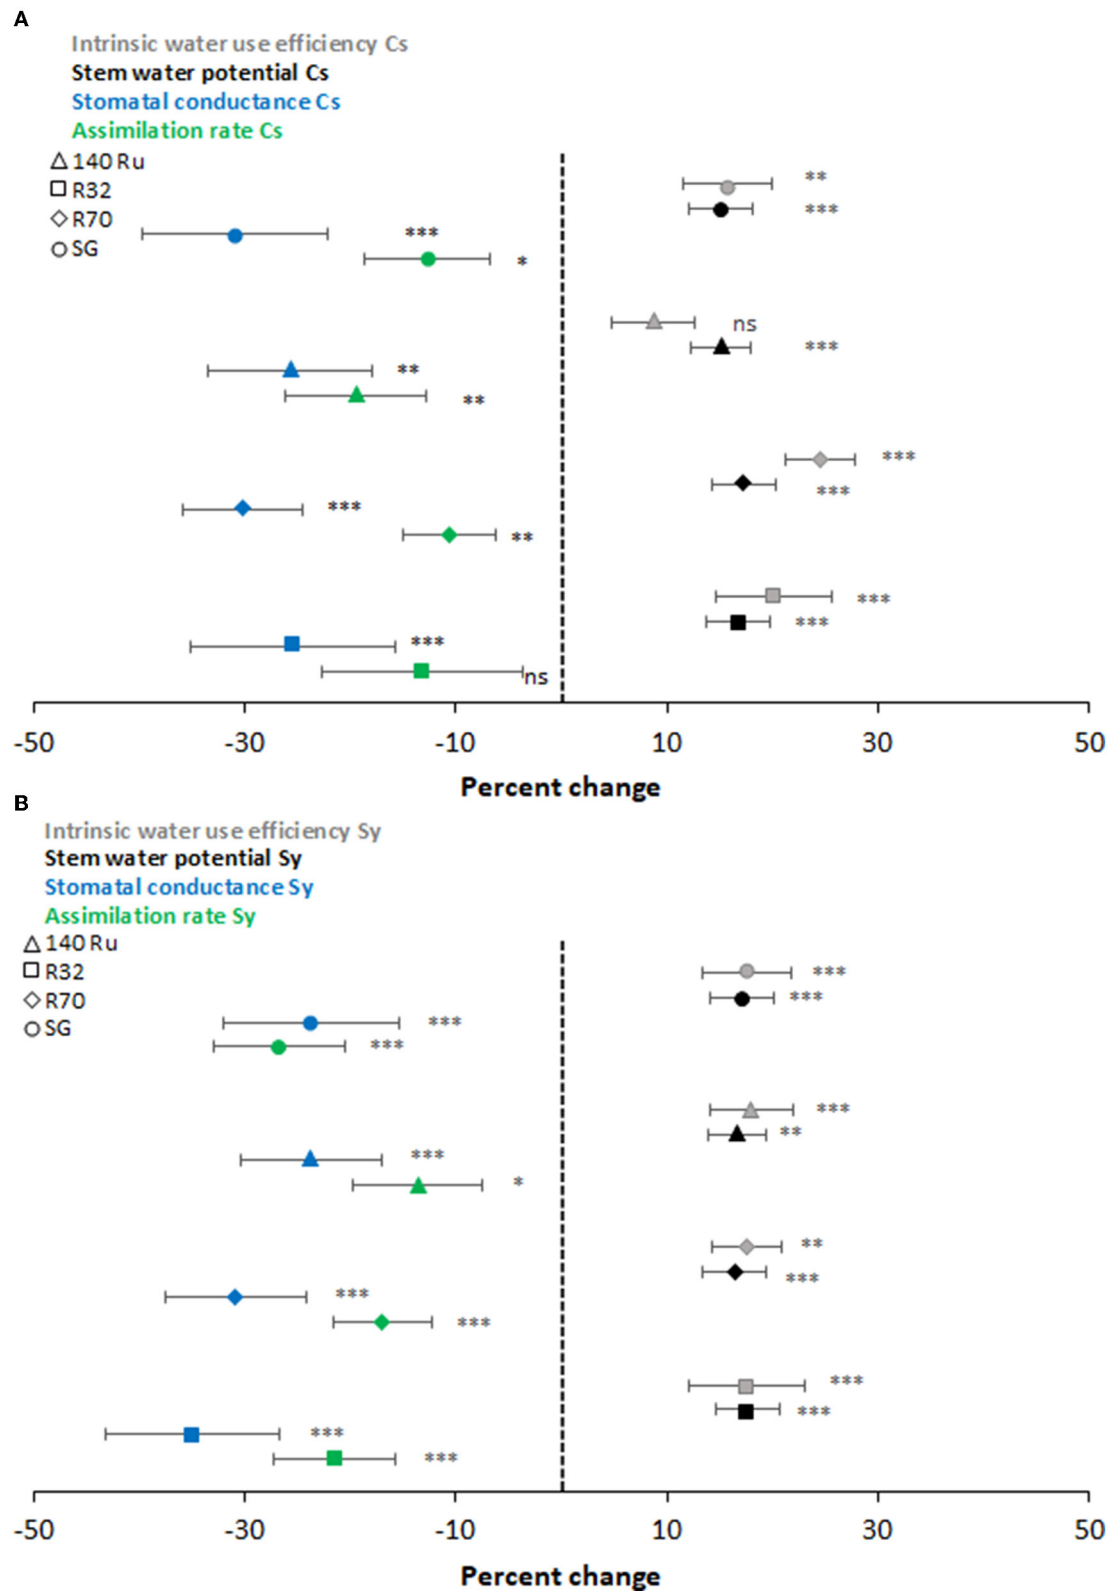 A
Intrinsic water use efficiency Cs
Stem water potential Cs
Stomatal conductance Cs
Assimilation rate Cs
140 Ru
R32
R70
SG
**
***
***
*
ns
***
**
**
***
***
***
**
***
***
***
ns
-50 -30 -10 10 30 50
Percent change
B
Intrinsic water use efficiency Sy
Stem water potential Sy
Stomatal conductance Sy
Assimilation rate Sy
140 Ru
R32
R70
SG
***
***
***
***
***
**
***
*
**
***
***
***
***
***
***
***
-50 -30 -10 10 30 50
Percent change